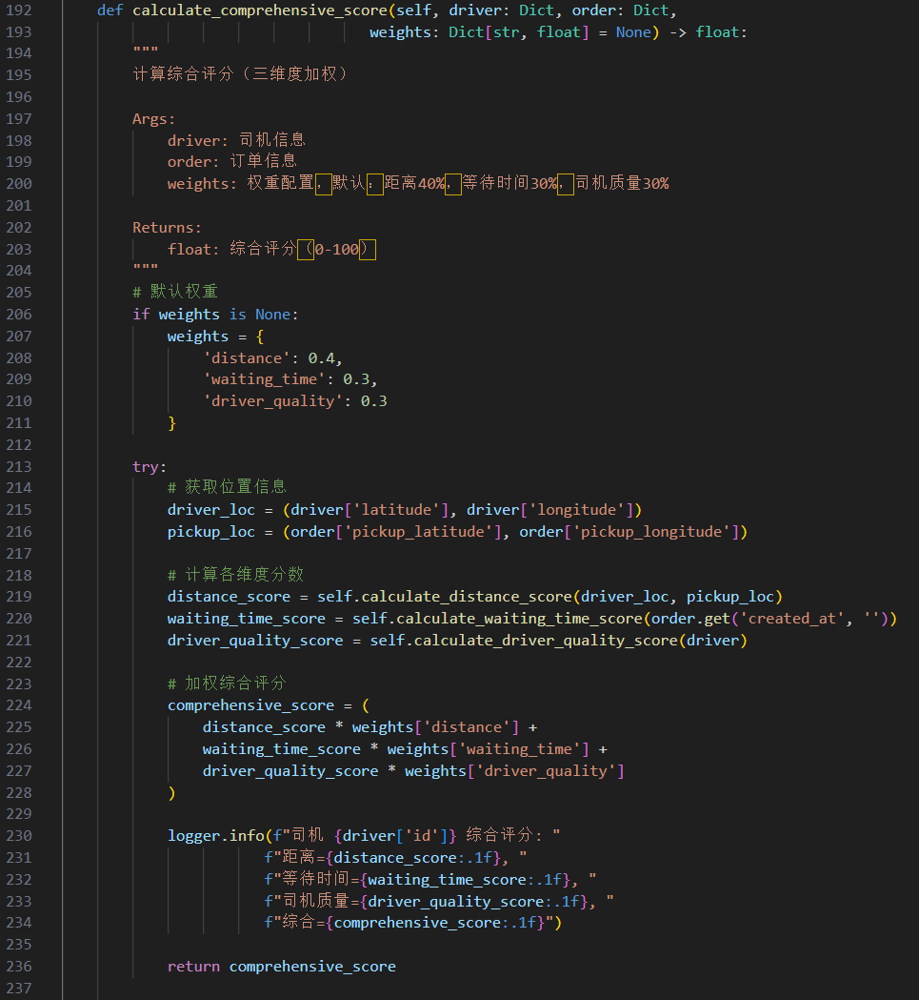 192 def calculate_comprehensive_score(self, driver: Dict, order: Dict,
193 weights: Dict[str, float] = None) -> float:
194 """
195 计算综合评分（三维度加权）
196
197 Args:
198 driver: 司机信息
199 order: 订单信息
200 weights: 权重配置，默认：距离40%，等待时间30%，司机质量30%
201
202 Returns:
203 float: 综合评分（0-100）
204 """
205 # 默认权重
206 if weights is None:
207 weights = {
208 'distance': 0.4,
209 'waiting_time': 0.3,
210 'driver_quality': 0.3
211 }
212
213 try:
214 # 获取位置信息
215 driver_loc = (driver['latitude'], driver['longitude'])
216 pickup_loc = (order['pickup_latitude'], order['pickup_longitude'])
217
218 # 计算各维度分数
219 distance_score = self.calculate_distance_score(driver_loc, pickup_loc)
220 waiting_time_score = self.calculate_waiting_time_score(order.get('created_at', ''))
221 driver_quality_score = self.calculate_driver_quality_score(driver)
222
223 # 加权综合评分
224 comprehensive_score = (
225 distance_score * weights['distance'] +
226 waiting_time_score * weights['waiting_time'] +
227 driver_quality_score * weights['driver_quality']
228 )
229
230 logger.info(f"司机 {driver['id']} 综合评分: "
231 f"距离={distance_score:.1f}, "
232 f"等待时间={waiting_time_score:.1f}, "
233 f"司机质量={driver_quality_score:.1f}, "
234 f"综合={comprehensive_score:.1f}")
235
236 return comprehensive_score
237